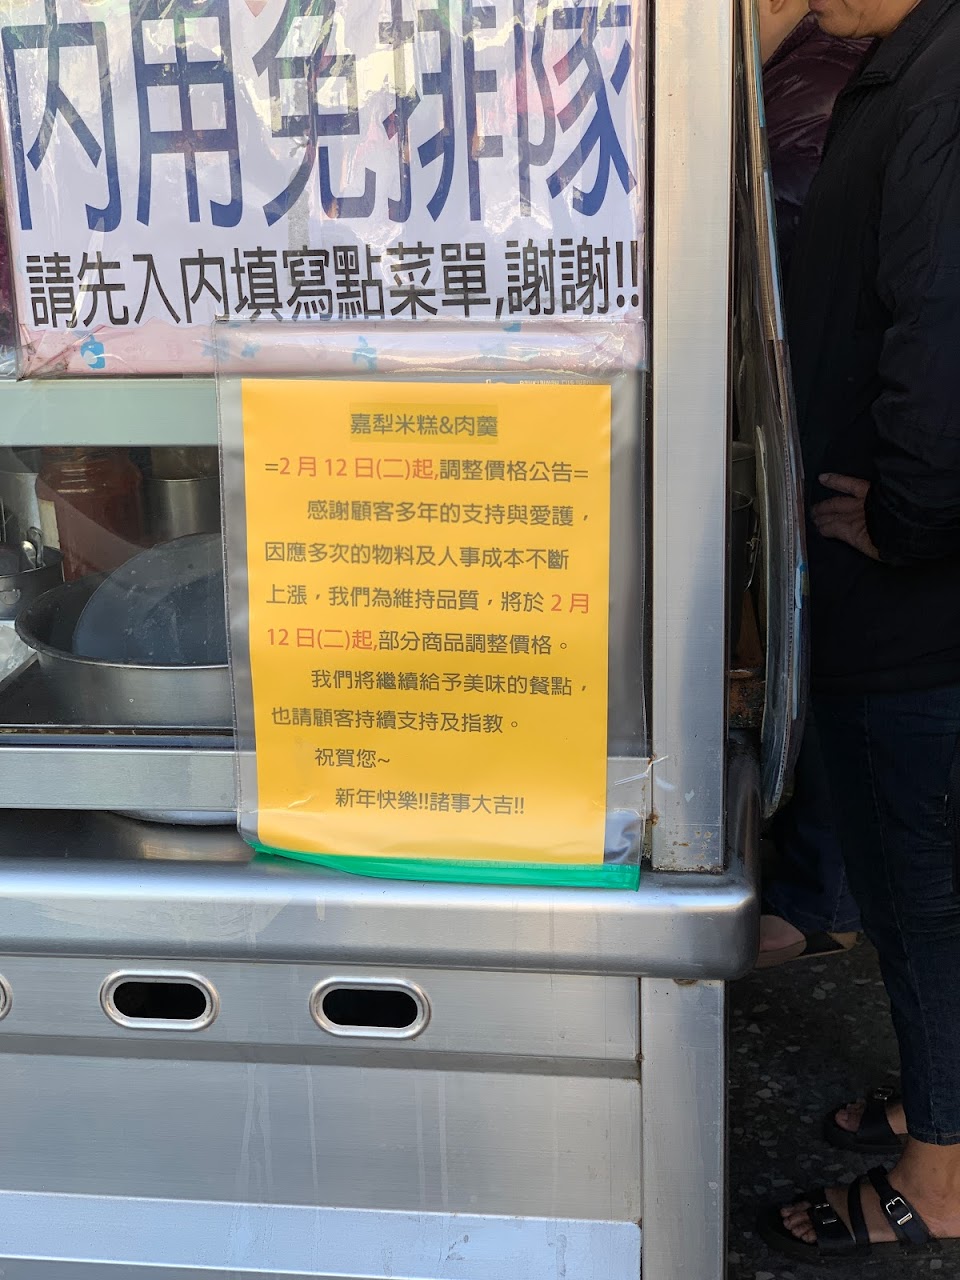 內用免排隊
請先入內填寫點菜單,謝謝!!
嘉犁米糕&肉羹
=2月12日(二)起,調整價格公告=
感謝顧客多年的支持與愛護，
因應多次的物料及人事成本不斷
上漲，我們為維持品質，將於2月
12日(二)起,部分商品調整價格。
我們將繼續給予美味的餐點，
也請顧客持續支持及指教。
祝賀您~
新年快樂!!諸事大吉!!